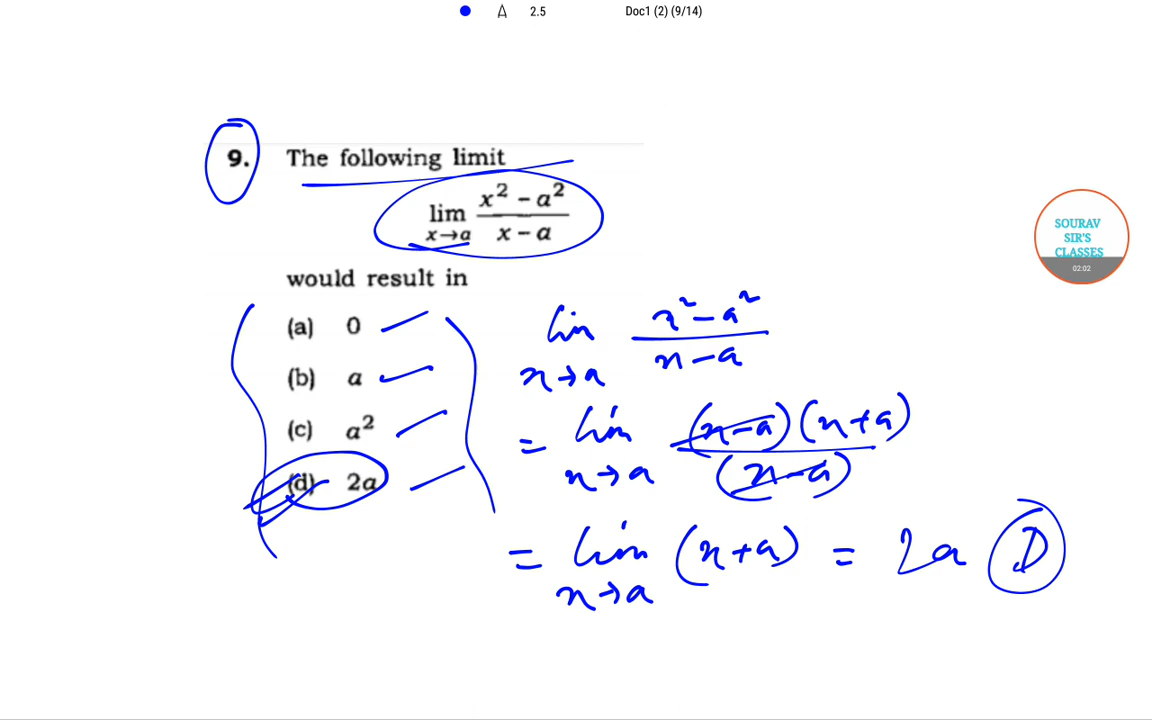 2.5 Doc1 (2) (9/14)
9. The following limit
lim x→a x² - a² / x - a
would result in
(a) 0
(b) a
(c) a²
(d) 2a
lim x→a x² - a² / x - a
= lim x→a (x-a)(x+a) / (x-a)
= lim x→a (x+a) = 2a D
SOURAV
SIR'S
CLASSES
02:02